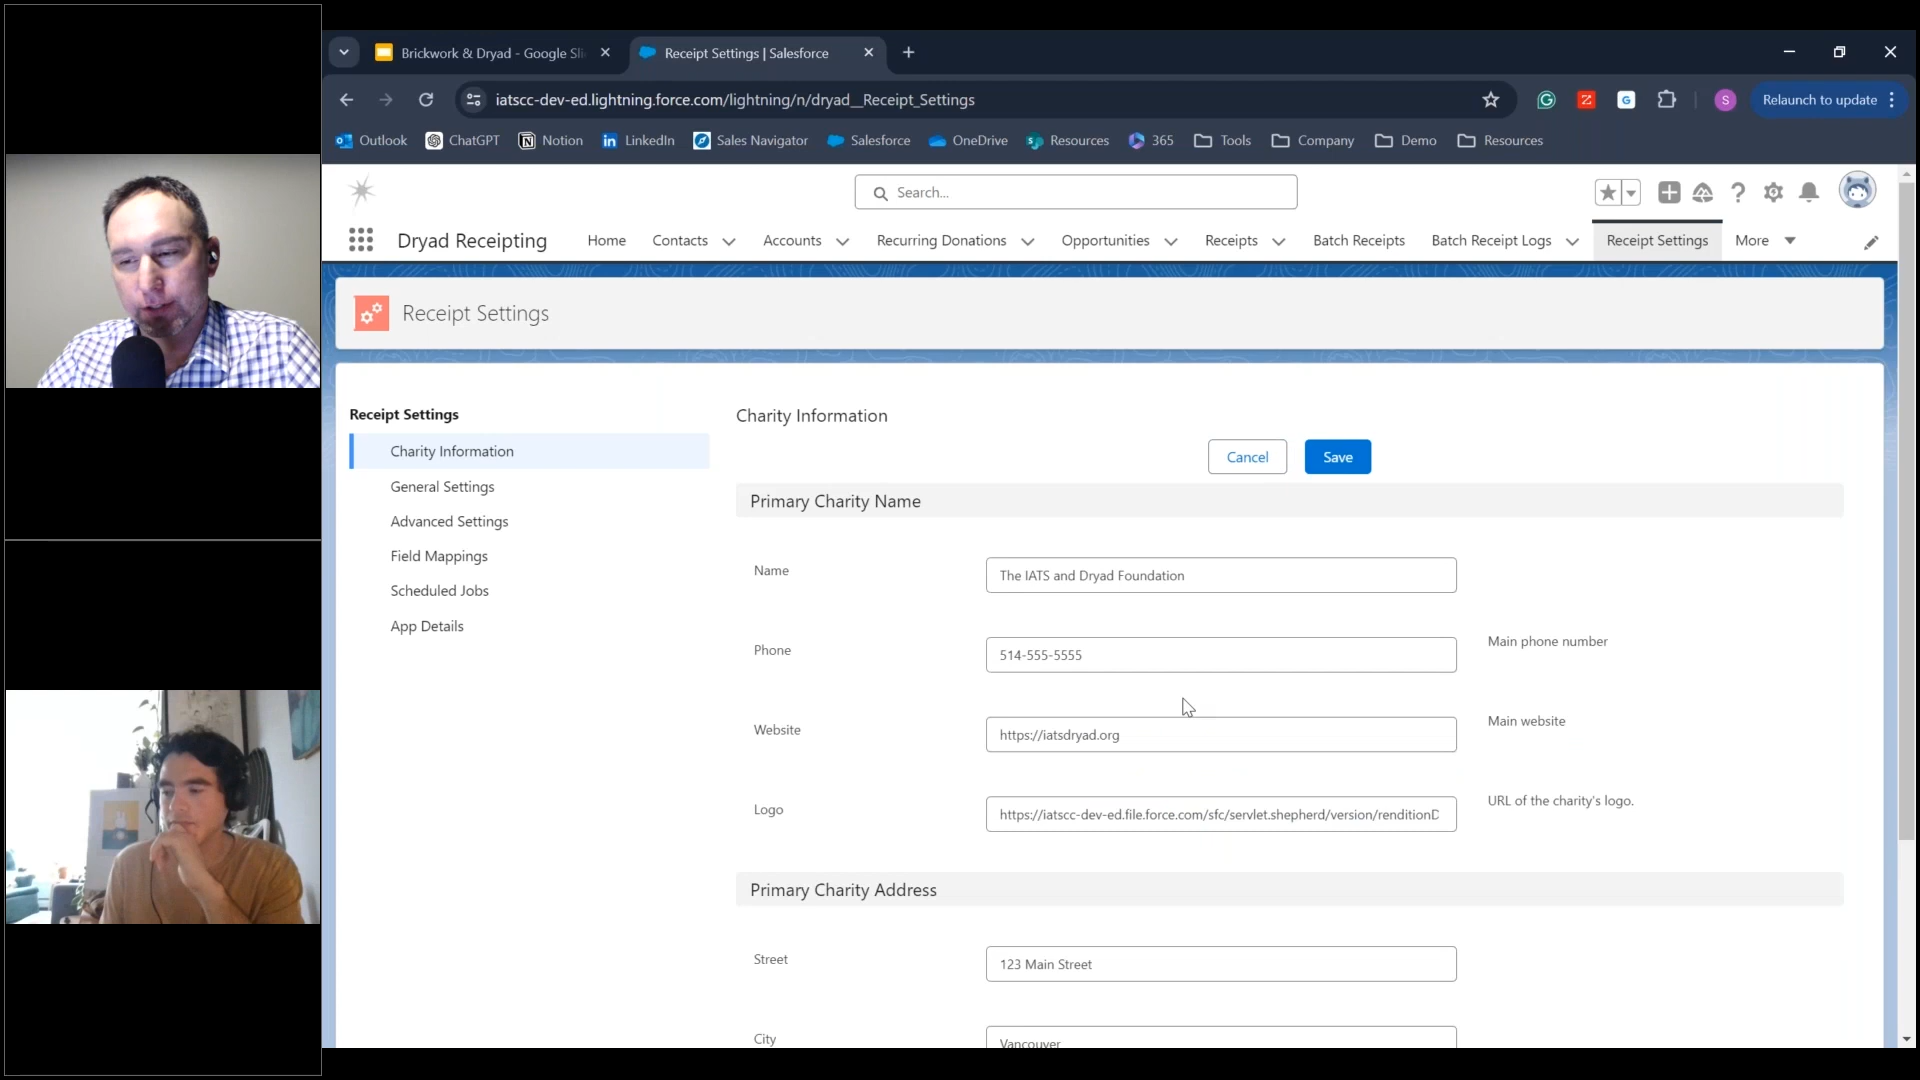 Brickwork & Dryad - Google Sli
Receipt Settings | Salesforce
iatscc-dev-ed.lightning.force.com/lightning/n/dryad__Receipt_Settings
S
Relaunch to update
Outlook
ChatGPT
Notion
LinkedIn
Sales Navigator
Salesforce
OneDrive
Resources
365
Tools
Company
Demo
Resources
Search...
Dryad Receipting
Home
Contacts
Accounts
Recurring Donations
Opportunities
Receipts
Batch Receipts
Batch Receipt Logs
Receipt Settings
More
Receipt Settings
Receipt Settings
Charity Information
General Settings
Advanced Settings
Field Mappings
Scheduled Jobs
App Details
Charity Information
Cancel
Save
Primary Charity Name
Name
The IATS and Dryad Foundation
Phone
514-555-5555
Main phone number
Website
https://iatsdryad.org
Main website
Logo
https://iatscc-dev-ed.file.force.com/sfc/servlet.shepherd/version/renditionD
URL of the charity's logo.
Primary Charity Address
Street
123 Main Street
City
Vancouver